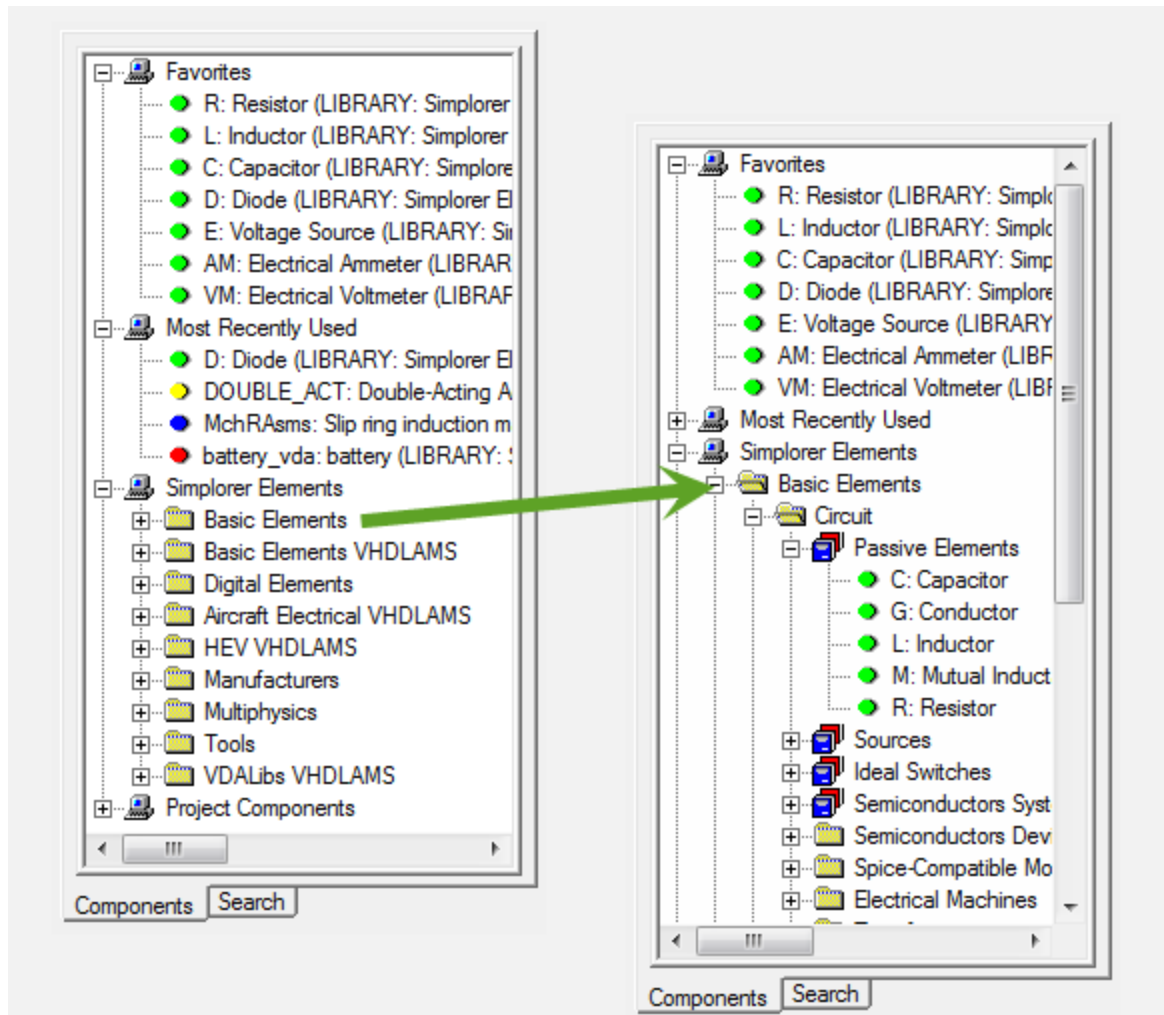 Favorites
R: Resistor (LIBRARY: Simplorer
L: Inductor (LIBRARY: Simplorer
C: Capacitor (LIBRARY: Simplore
D: Diode (LIBRARY: Simplorer El
E: Voltage Source (LIBRARY: Si
AM: Electrical Ammeter (LIBRAR
VM: Electrical Voltmeter (LIBRAR
Most Recently Used
D: Diode (LIBRARY: Simplorer El
DOUBLE_ACT: Double-Acting A
MchRAsms: Slip ring induction m
battery_vda: battery (LIBRARY: S
Simplorer Elements
Basic Elements
Basic Elements VHDLAMS
Digital Elements
Aircraft Electrical VHDLAMS
HEV VHDLAMS
Manufacturers
Multiphysics
Tools
VDALibs VHDLAMS
Project Components
Components Search
Favorites
R: Resistor (LIBRARY: Simplo
L: Inductor (LIBRARY: Simplo
C: Capacitor (LIBRARY: Simp
D: Diode (LIBRARY: Simplore
E: Voltage Source (LIBRARY
AM: Electrical Ammeter (LIBR
VM: Electrical Voltmeter (LIBR
Most Recently Used
Simplorer Elements
Basic Elements
Circuit
Passive Elements
C: Capacitor
G: Conductor
L: Inductor
M: Mutual Induct
R: Resistor
Sources
Ideal Switches
Semiconductors Syst
Semiconductors Devi
Spice-Compatible Mo
Electrical Machines
Components Search